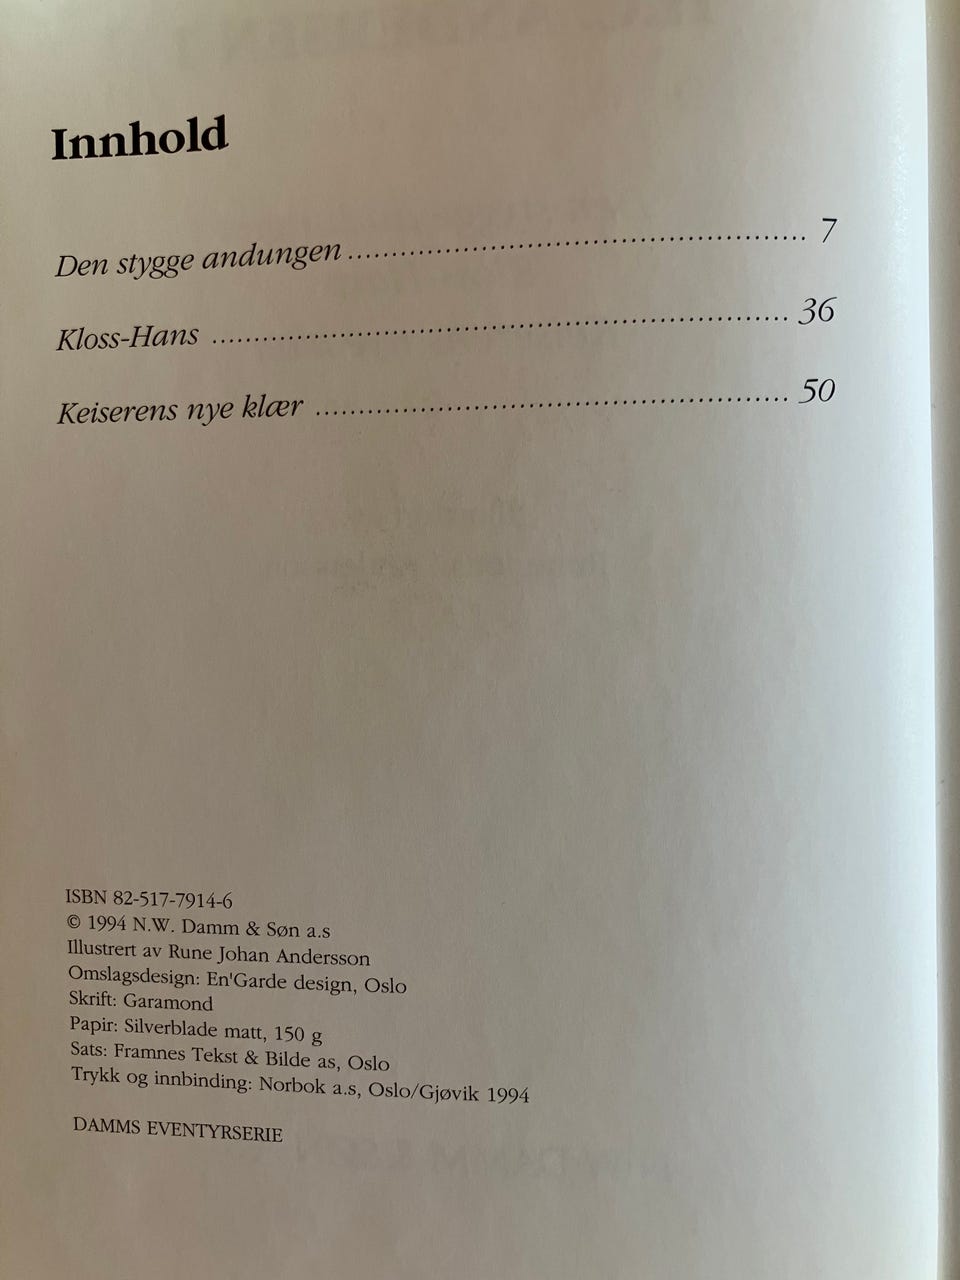 Innhold
Den stygge andungen .................................................... 7
Kloss-Hans .................................................................... 36
Keiserens nye klær ........................................................ 50
ISBN 82-517-7914-6
© 1994 N.W. Damm & Søn a.s
Illustrert av Rune Johan Andersson
Omslagsdesign: En'Garde design, Oslo
Skrift: Garamond
Papir: Silverblade matt, 150 g
Sats: Framnes Tekst & Bilde as, Oslo
Trykk og innbinding: Norbok a.s, Oslo/Gjøvik 1994
DAMMS EVENTYRSERIE